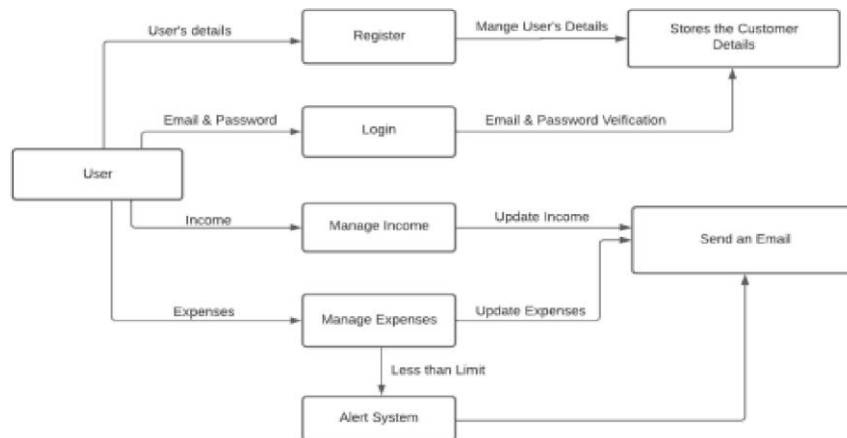 User's details
Register
Mange User's Details
Stores the Customer
Details
Email & Password
Login
Email & Password Veification
User
Income
Manage Income
Update Income
Send an Email
Expenses
Manage Expenses
Update Expenses
Less than Limit
Alert System